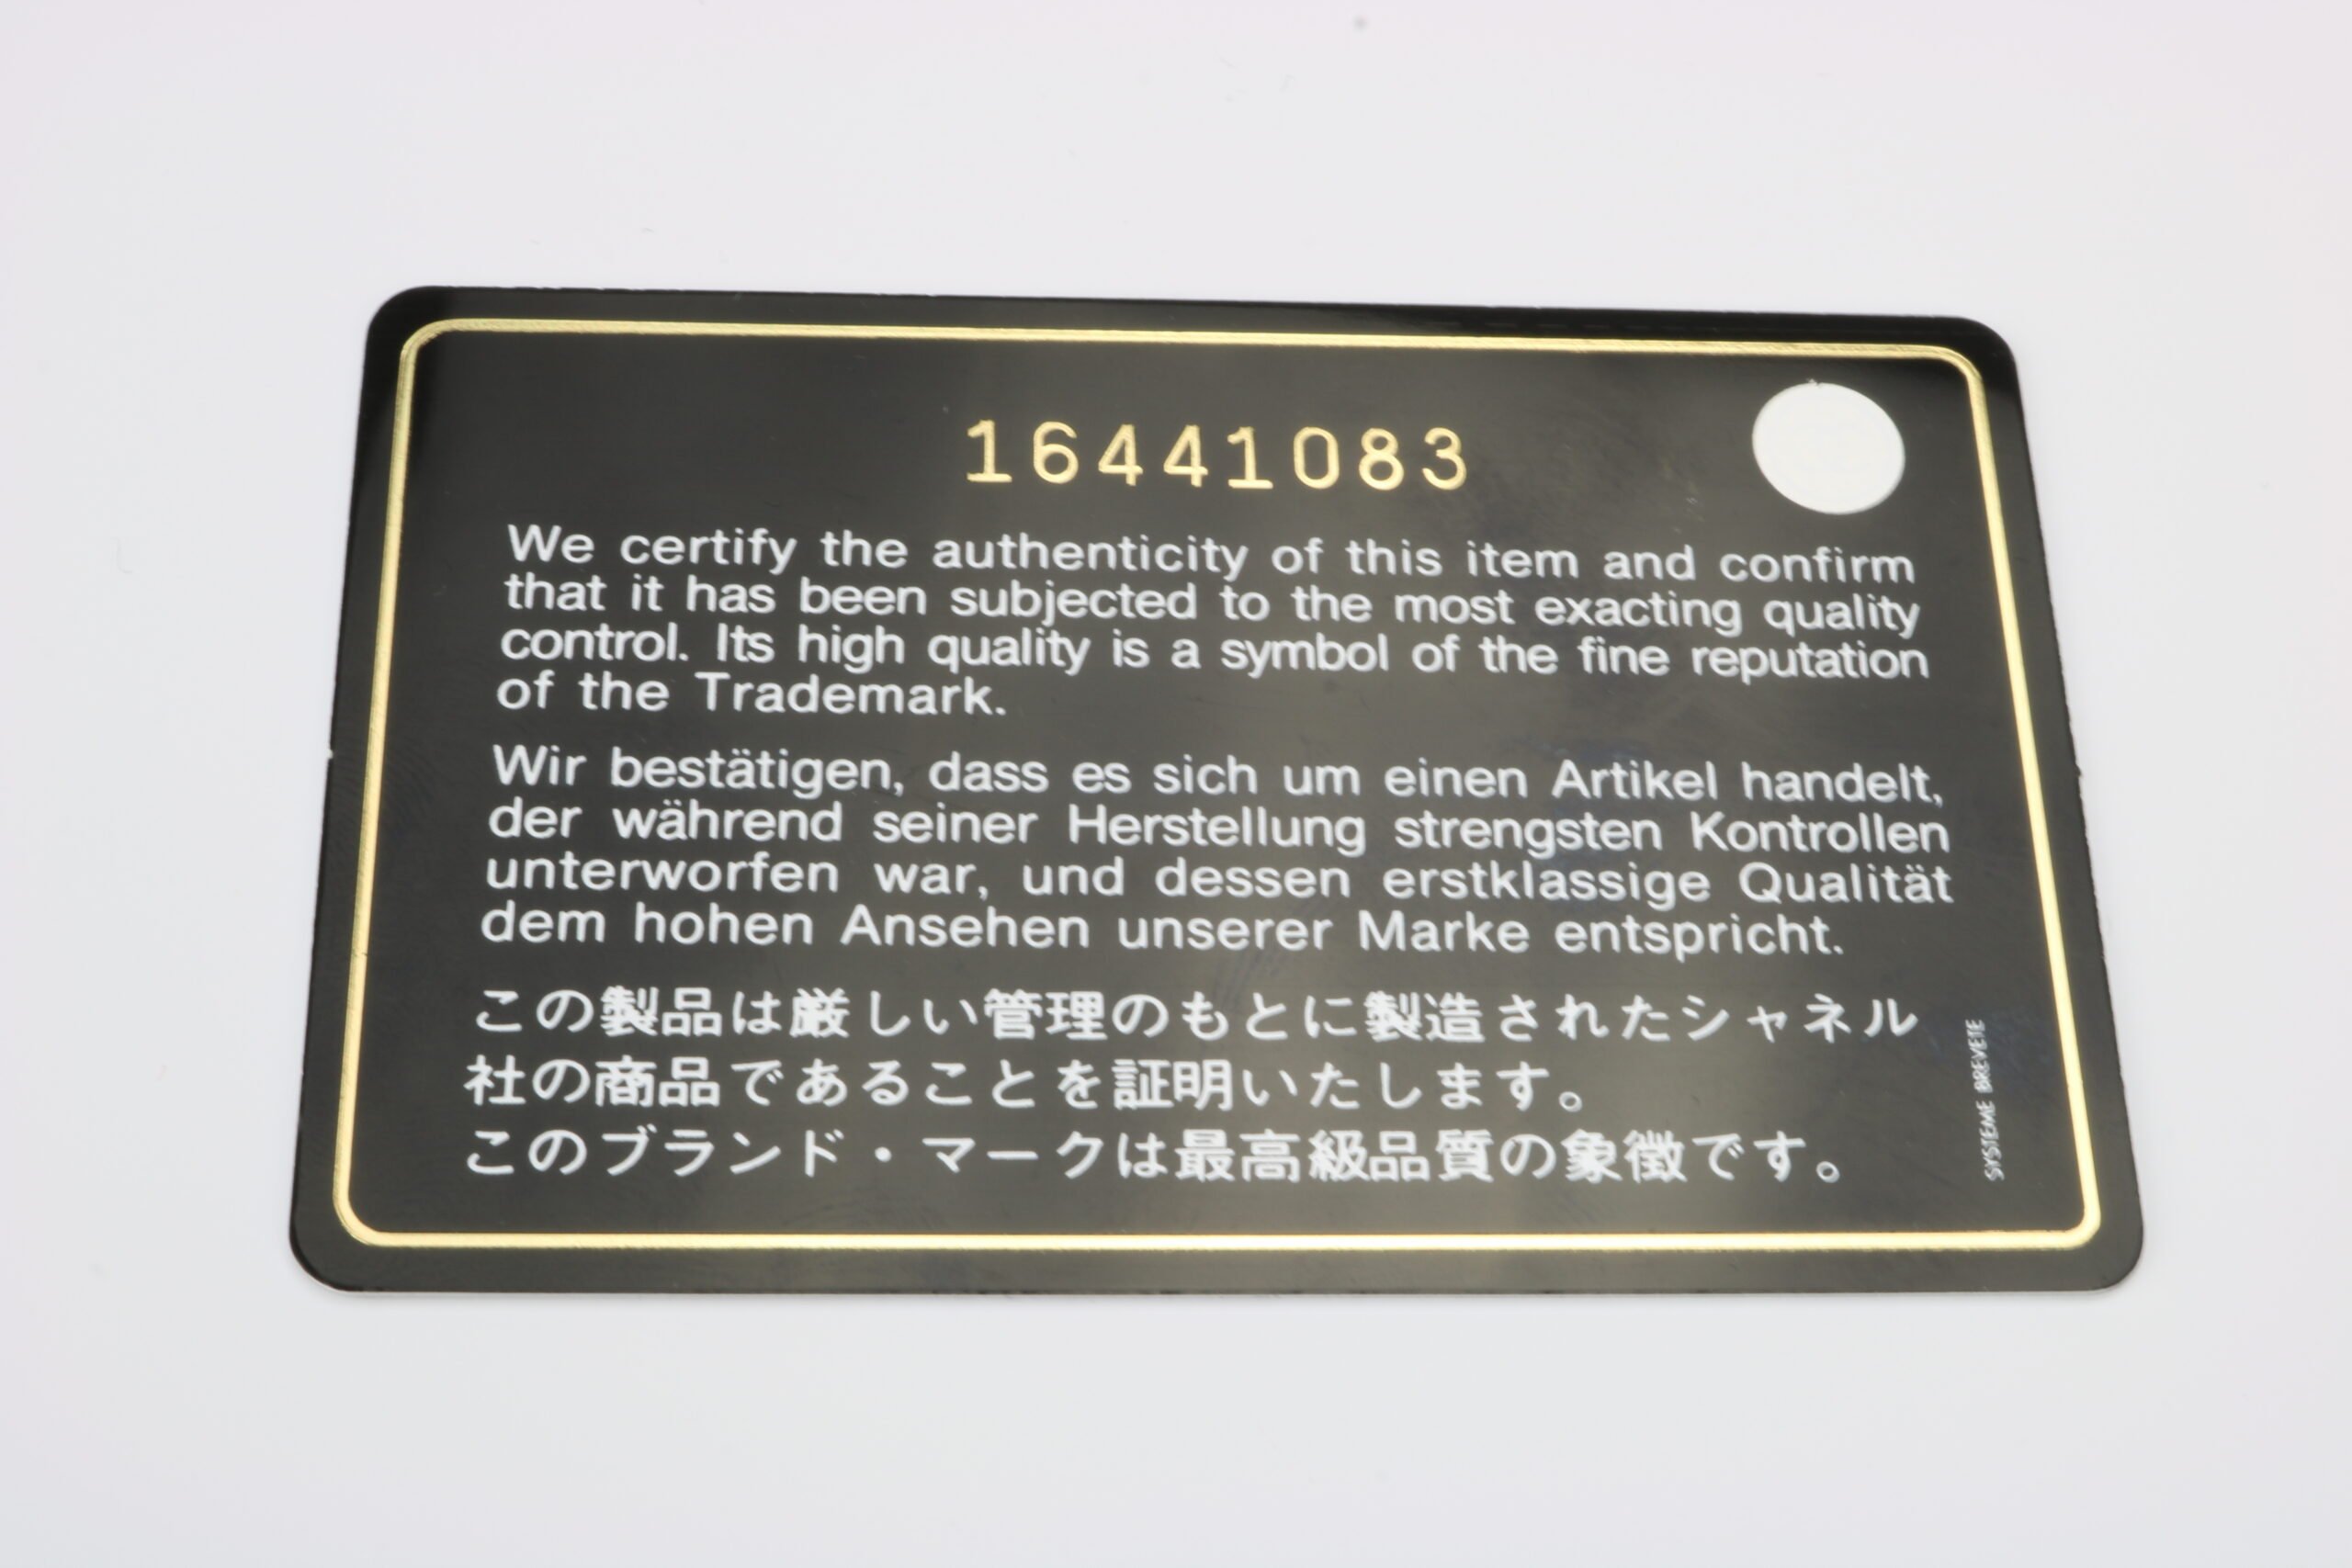 16441083
We certify the authenticity of this item and confirm
that it has been subjected to the most exacting quality
control. Its high quality is a symbol of the fine reputation
of the Trademark.
Wir bestätigen, dass es sich um einen Artikel handelt,
der während seiner Herstellung strengsten Kontrollen
unterworfen war, und dessen erstklassige Qualität
dem hohen Ansehen unserer Marke entspricht.
この製品は厳しい管理のもとに製造されたシャネル
社の商品であることを証明いたします。
このブランド・マークは最高級品質の象徴です。
SYSTEME BREVETE